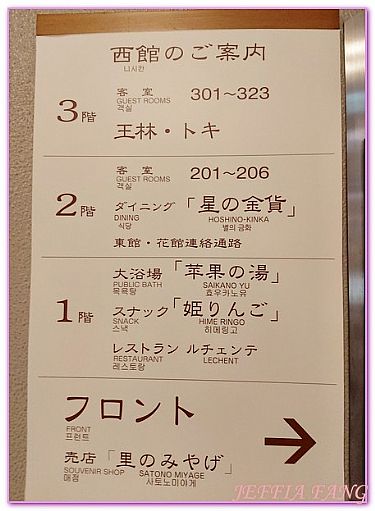 西館のご案内
니시칸
3階
客室 301～323
GUEST ROOMS
객실
王林・トキ
2階
客室 201～206
GUEST ROOMS
객실
ダイニング「星の金貨」
DINING HOSHINO-KINKA
식당 별의 금화
東館・花館連絡通路
1階
大浴場「苹果の湯」
PUBLIC BATH SAIKANO YU
목욕탕 효우카노유
スナック「姫りんご」
SNACK HIME RINGO
스낵 히메링고
レストラン ルチェンテ
RESTAURANT LECHENT
레스토랑
フロント
FRONT
프런트
→
売店「里のみやげ」
SOUVENIR SHOP SATONO MIYAGE
매점 사토노미야게
JEFFIA FANG